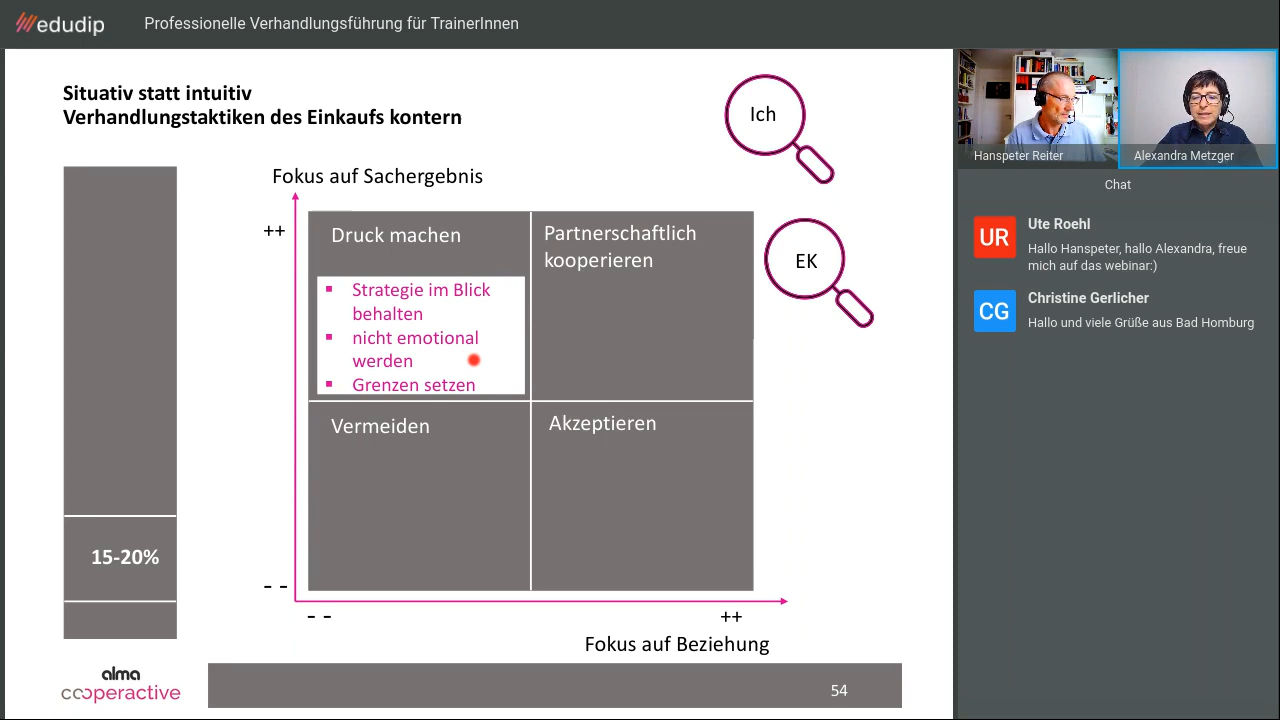 edudip
Professionelle Verhandlungsführung für TrainerInnen
Situativ statt intuitiv
Verhandlungstaktiken des Einkaufs kontern
Ich
EK
Fokus auf Sachergebnis
++
Druck machen
Strategie im Blick
behalten
nicht emotional
werden
Grenzen setzen
Partnerschaftlich
kooperieren
Vermeiden
Akzeptieren
15-20%
- -
- -
++
Fokus auf Beziehung
alma
cooperactive
54
Hanspeter Reiter
Alexandra Metzger
Chat
UR
Ute Roehl
Hallo Hanspeter, hallo Alexandra, freue
mich auf das webinar:)
CG
Christine Gerlicher
Hallo und viele Grüße aus Bad Homburg